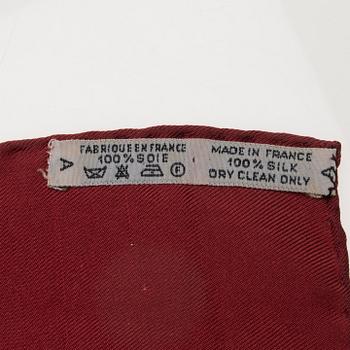 A
FABRIQUE EN FRANCE
100% SOIE
F
MADE IN FRANCE
100% SILK
DRY CLEAN ONLY
A